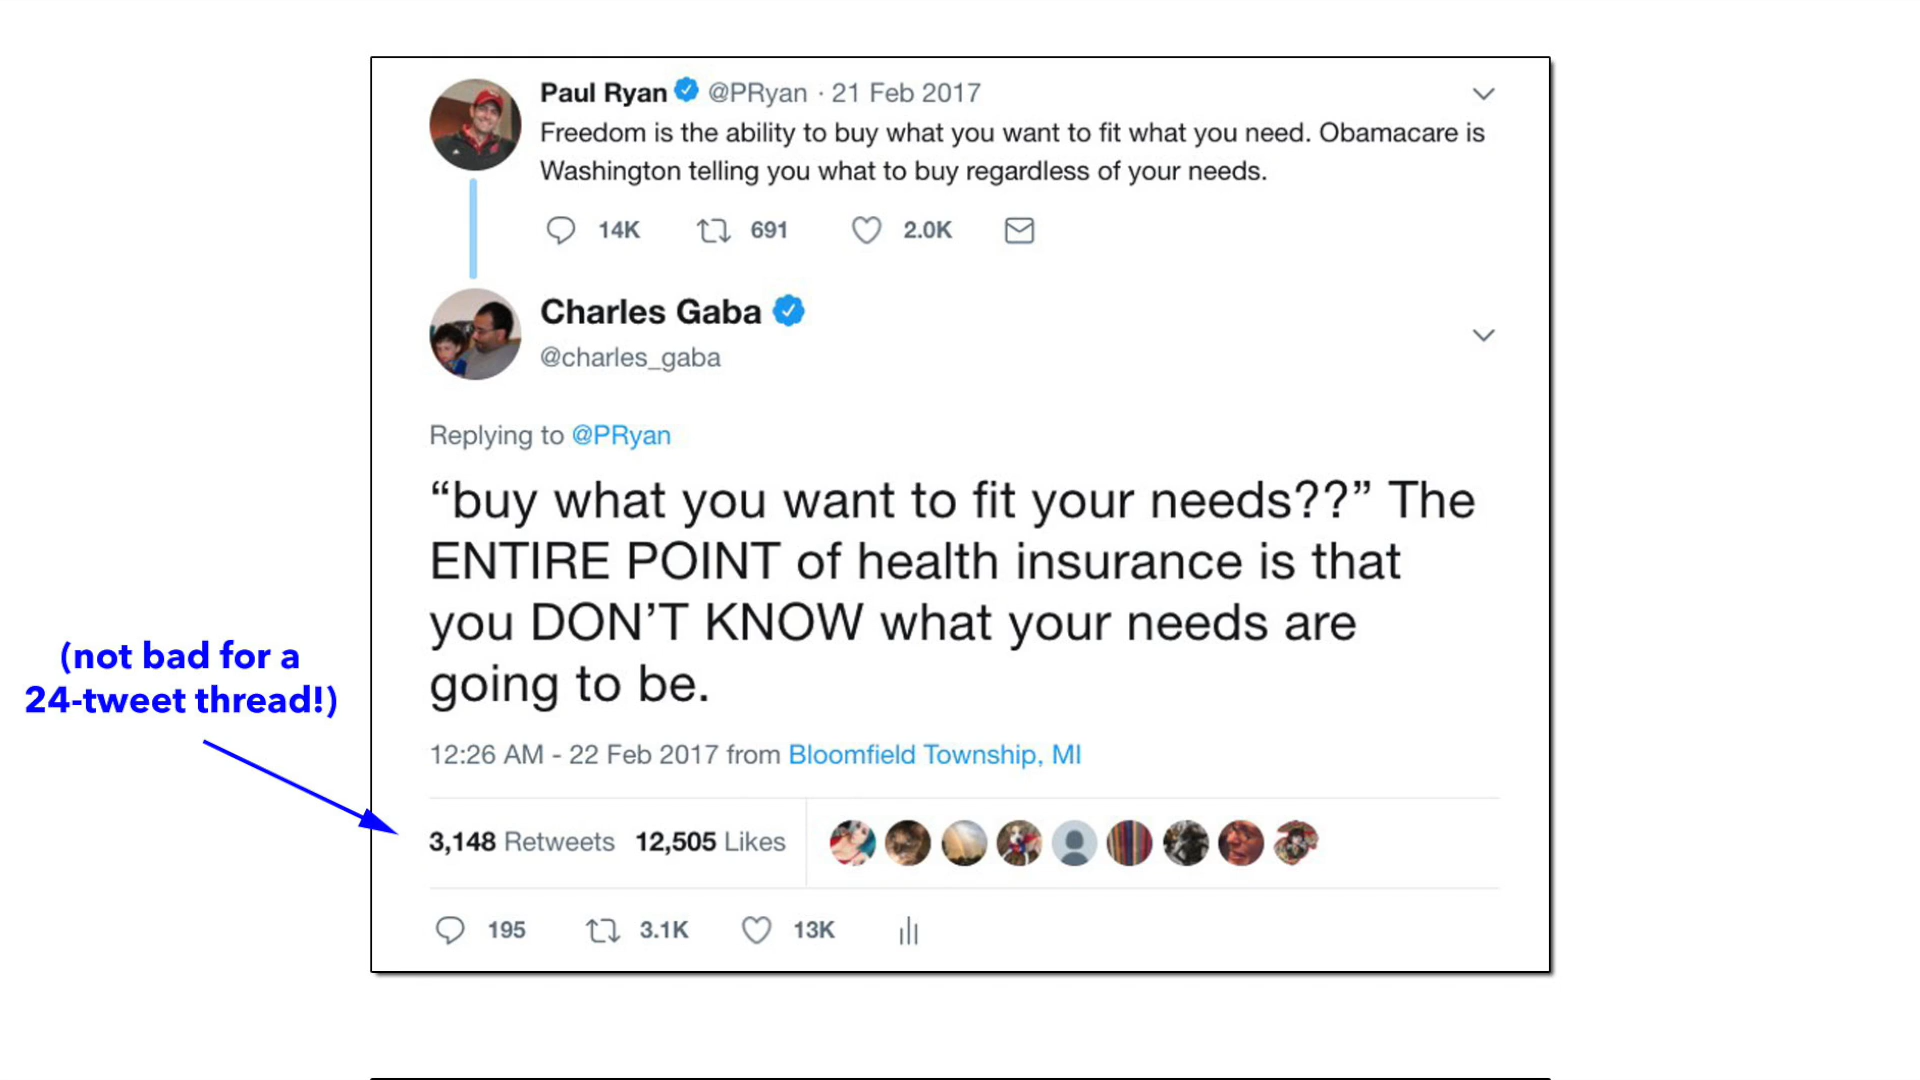 Paul Ryan @PRyan · 21 Feb 2017
Freedom is the ability to buy what you want to fit what you need. Obamacare is
Washington telling you what to buy regardless of your needs.
14K 691 2.0K
Charles Gaba
@charles_gaba
Replying to @PRyan
“buy what you want to fit your needs??” The
ENTIRE POINT of health insurance is that
you DON’T KNOW what your needs are
going to be.
(not bad for a
24-tweet thread!)
12:26 AM - 22 Feb 2017 from Bloomfield Township, MI
3,148 Retweets 12,505 Likes
195 3.1K 13K